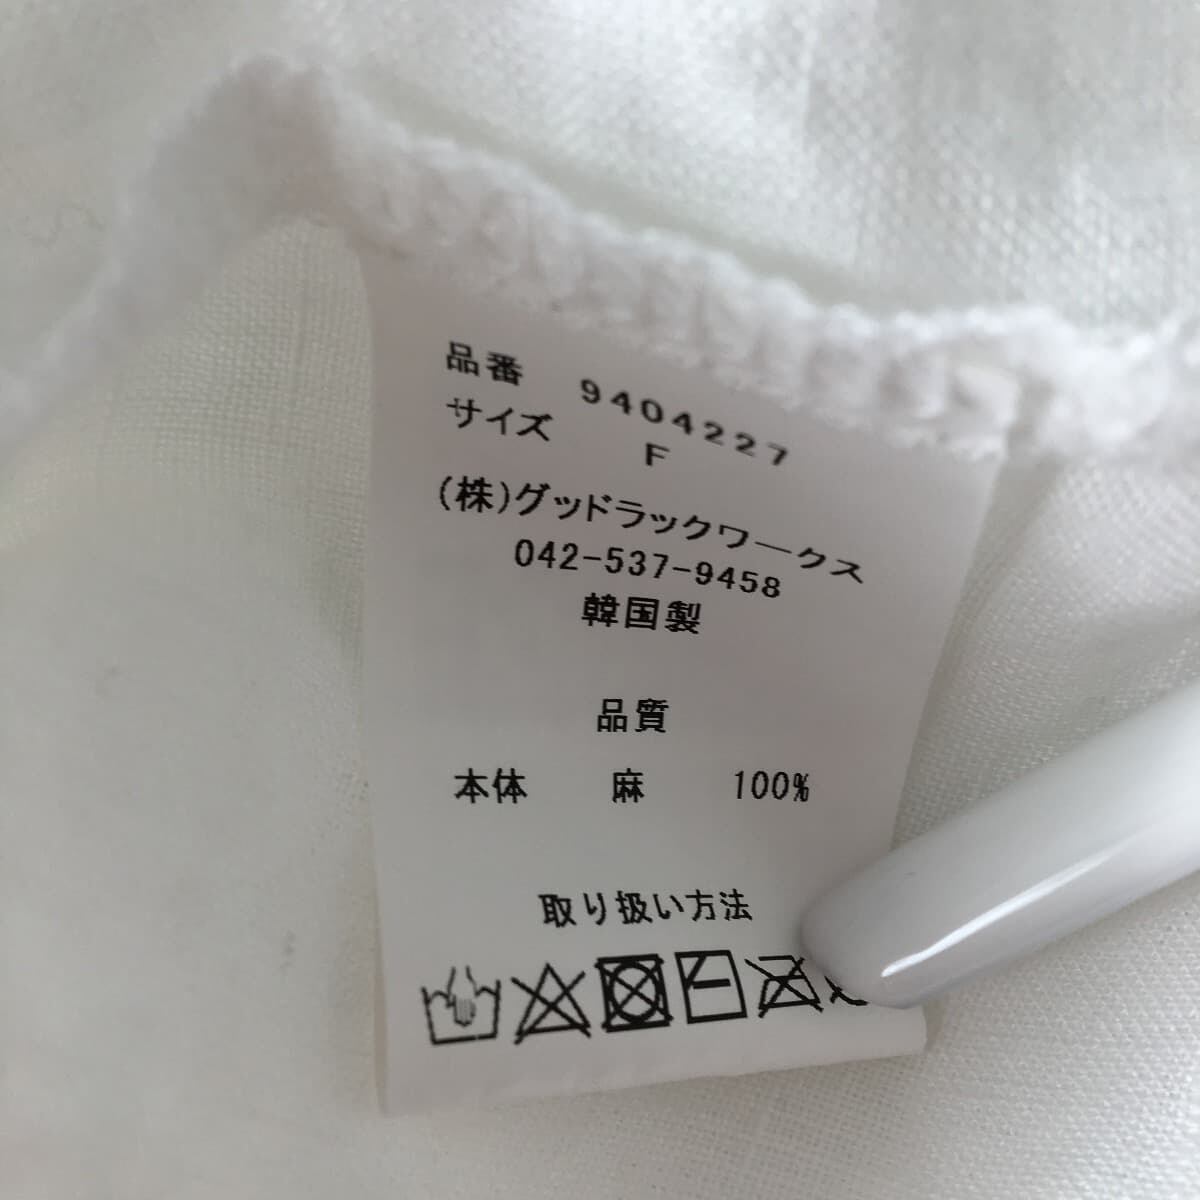 品番 9404227
サイズ F
(株)グッドラックワークス
042-537-9458
韓国製
品質
本体 麻 100%
取り扱い方法